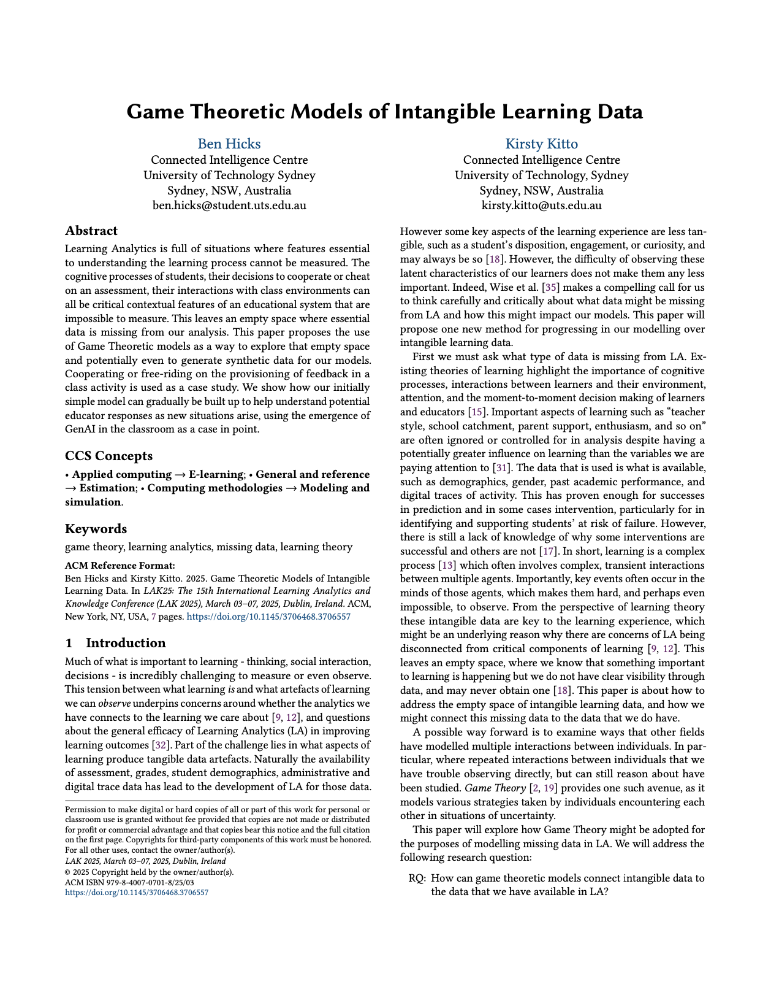 Game Theoretic Models of Intangible Learning Data
Ben Hicks
Connected Intelligence Centre
University of Technology Sydney
Sydney, NSW, Australia
ben.hicks@student.uts.edu.au
Kirsty Kitto
Connected Intelligence Centre
University of Technology, Sydney
Sydney, NSW, Australia
kirsty.kitto@uts.edu.au
Abstract
Learning Analytics is full of situations where features essential
to understanding the learning process cannot be measured. The
cognitive processes of students, their decisions to cooperate or cheat
on an assessment, their interactions with class environments can
all be critical contextual features of an educational system that are
impossible to measure. This leaves an empty space where essential
data is missing from our analysis. This paper proposes the use
of Game Theoretic models as a way to explore that empty space
and potentially even to generate synthetic data for our models.
Cooperating or free-riding on the provisioning of feedback in a
class activity is used as a case study. We show how our initially
simple model can gradually be built up to help understand potential
educator responses as new situations arise, using the emergence of
GenAI in the classroom as a case in point.
CCS Concepts
• Applied computing → E-learning; • General and reference
→ Estimation; • Computing methodologies → Modeling and
simulation.
Keywords
game theory, learning analytics, missing data, learning theory
ACM Reference Format:
Ben Hicks and Kirsty Kitto. 2025. Game Theoretic Models of Intangible
Learning Data. In LAK25: The 15th International Learning Analytics and
Knowledge Conference (LAK 2025), March 03–07, 2025, Dublin, Ireland. ACM,
New York, NY, USA, 7 pages. https://doi.org/10.1145/3706468.3706557
1 Introduction
Much of what is important to learning - thinking, social interaction,
decisions - is incredibly challenging to measure or even observe.
This tension between what learning is and what artefacts of learning
we can observe underpins concerns around whether the analytics we
have connects to the learning we care about [9, 12], and questions
about the general efficacy of Learning Analytics (LA) in improving
learning outcomes [32]. Part of the challenge lies in what aspects of
learning produce tangible data artefacts. Naturally the availability
of assessment, grades, student demographics, administrative and
digital trace data has lead to the development of LA for those data.
Permission to make digital or hard copies of all or part of this work for personal or
classroom use is granted without fee provided that copies are not made or distributed
for profit or commercial advantage and that copies bear this notice and the full citation
on the first page. Copyrights for third-party components of this work must be honored.
For all other uses, contact the owner/author(s).
LAK 2025, March 03–07, 2025, Dublin, Ireland
© 2025 Copyright held by the owner/author(s).
ACM ISBN 979-8-4007-0701-8/25/03
https://doi.org/10.1145/3706468.3706557
However some key aspects of the learning experience are less tan-
gible, such as a student's disposition, engagement, or curiosity, and
may always be so [18]. However, the difficulty of observing these
latent characteristics of our learners does not make them any less
important. Indeed, Wise et al. [35] makes a compelling call for us
to think carefully and critically about what data might be missing
from LA and how this might impact our models. This paper will
propose one new method for progressing in our modelling over
intangible learning data.
First we must ask what type of data is missing from LA. Ex-
isting theories of learning highlight the importance of cognitive
processes, interactions between learners and their environment,
attention, and the moment-to-moment decision making of learners
and educators [15]. Important aspects of learning such as “teacher
style, school catchment, parent support, enthusiasm, and so on”
are often ignored or controlled for in analysis despite having a
potentially greater influence on learning than the variables we are
paying attention to [31]. The data that is used is what is available,
such as demographics, gender, past academic performance, and
digital traces of activity. This has proven enough for successes
in prediction and in some cases intervention, particularly for in
identifying and supporting students’ at risk of failure. However,
there is still a lack of knowledge of why some interventions are
successful and others are not [17]. In short, learning is a complex
process [13] which often involves complex, transient interactions
between multiple agents. Importantly, key events often occur in the
minds of those agents, which makes them hard, and perhaps even
impossible, to observe. From the perspective of learning theory
these intangible data are key to the learning experience, which
might be an underlying reason why there are concerns of LA being
disconnected from critical components of learning [9, 12]. This
leaves an empty space, where we know that something important
to learning is happening but we do not have clear visibility through
data, and may never obtain one [18]. This paper is about how to
address the empty space of intangible learning data, and how we
might connect this missing data to the data that we do have.
A possible way forward is to examine ways that other fields
have modelled multiple interactions between individuals. In par-
ticular, where repeated interactions between individuals that we
have trouble observing directly, but can still reason about have
been studied. Game Theory [2, 19] provides one such avenue, as it
models various strategies taken by individuals encountering each
other in situations of uncertainty.
This paper will explore how Game Theory might be adopted for
the purposes of modelling missing data in LA. We will address the
following research question:
RQ: How can game theoretic models connect intangible data to
the data that we have available in LA?